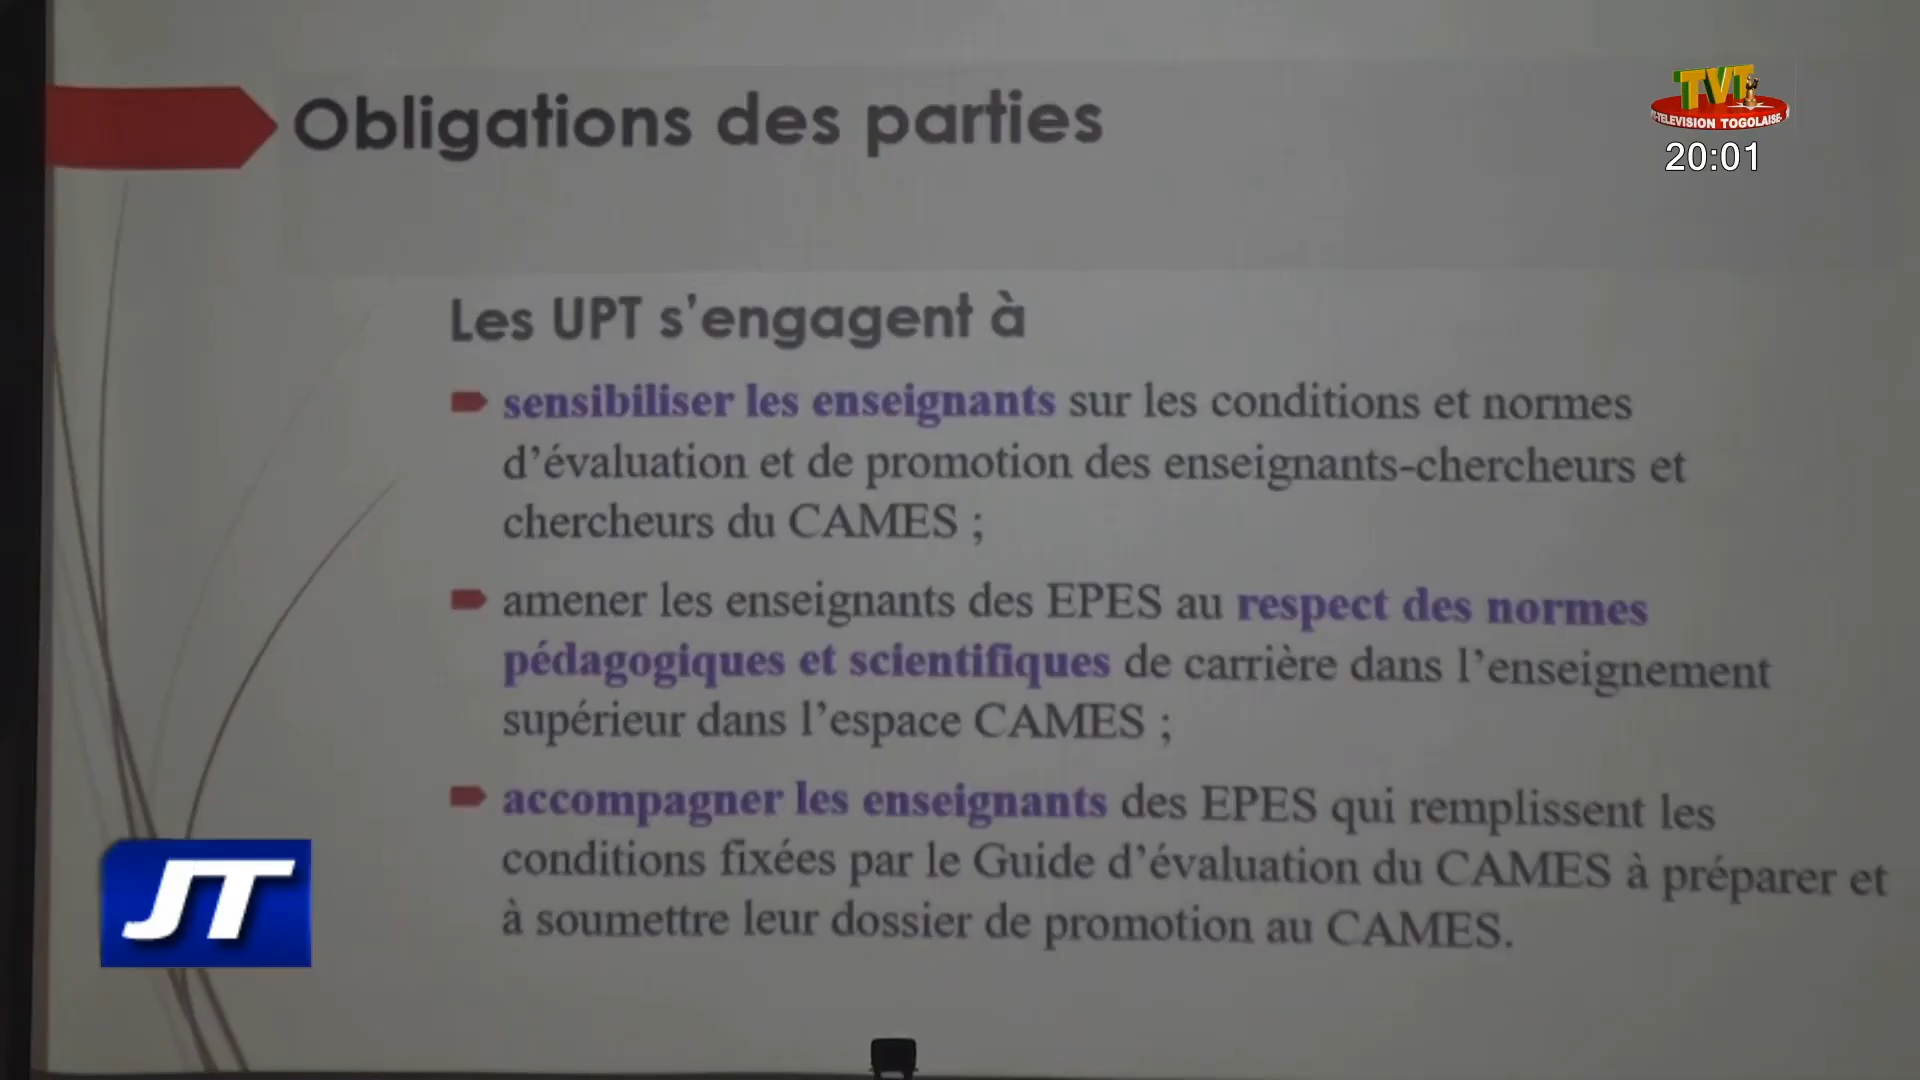 Obligations des parties
TVT
TELEVISION TOGOLAISE
20:01
Les UPT s'engagent à
sensibiliser les enseignants sur les conditions et normes
d'évaluation et de promotion des enseignants-chercheurs et
chercheurs du CAMES ;
amener les enseignants des EPES au respect des normes
pédagogiques et scientifiques de carrière dans l'enseignement
supérieur dans l'espace CAMES ;
accompagner les enseignants des EPES qui remplissent les
conditions fixées par le Guide d'évaluation du CAMES à préparer et
à soumettre leur dossier de promotion au CAMES.
JT